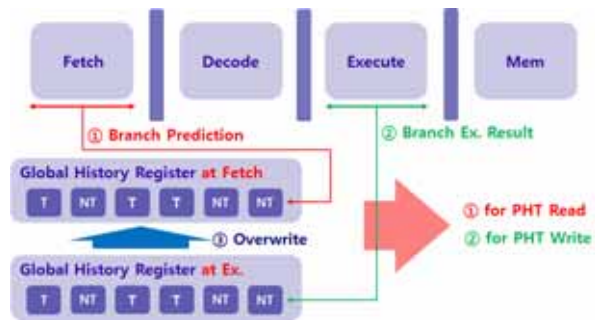 Fetch
Decode
Execute
Mem
① Branch Prediction
② Branch Ex. Result
Global History Register at Fetch
T NT T T NT NT
③ Overwrite
① for PHT Read
② for PHT Write
Global History Register at Ex.
T NT T T NT NT